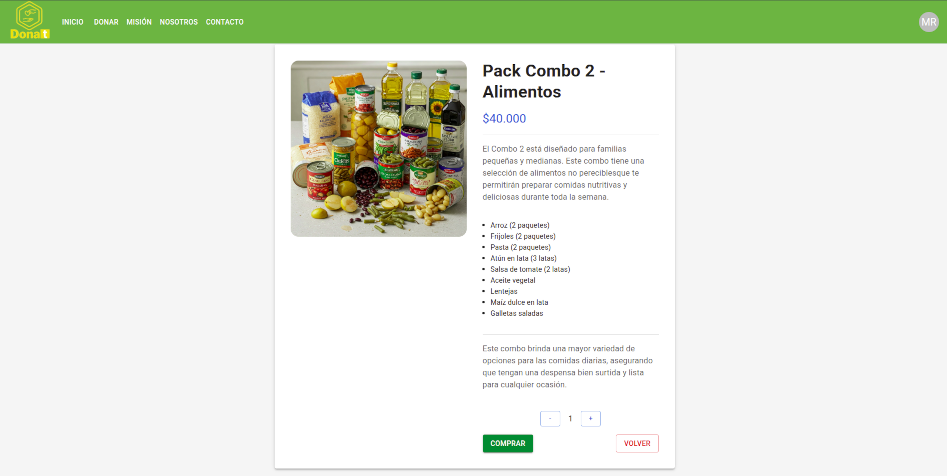 Donalt
INICIO DONAR MISIÓN NOSOTROS CONTACTO
MR
Pack Combo 2 -
Alimentos
$40.000
El Combo 2 está diseñado para familias
pequeñas y medianas. Este combo tiene una
selección de alimentos no pereciblesque te
permitirán preparar comidas nutritivas y
deliciosas durante toda la semana.
• Arroz (2 paquetes)
• Frijoles (2 paquetes)
• Pasta (2 paquetes)
• Atún en lata (3 latas)
• Salsa de tomate (2 latas)
• Aceite vegetal
• Lentejas
• Maíz dulce en lata
• Galletas saladas
Este combo brinda una mayor variedad de
opciones para las comidas diarias, asegurando
que tengan una despensa bien surtida y lista
para cualquier ocasión.
- 1 +
COMPRAR VOLVER